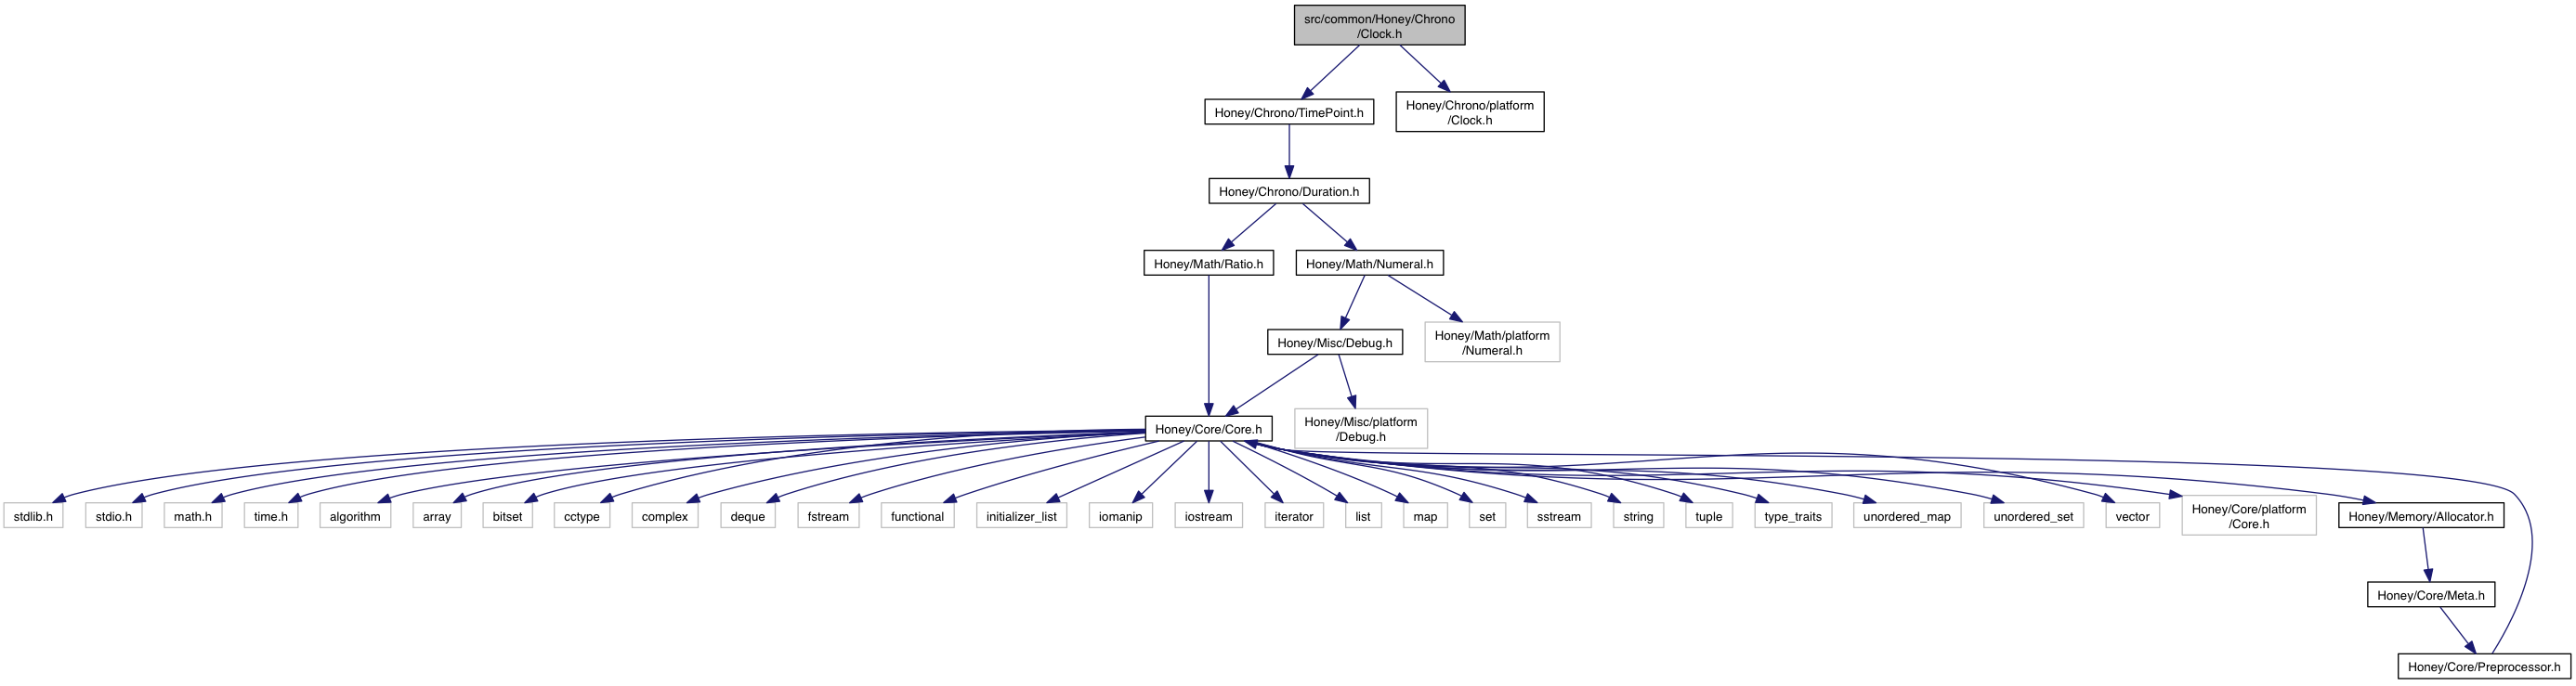 src/common/Honey/Chrono
/Clock.h
Honey/Chrono/TimePoint.h
Honey/Chrono/platform
/Clock.h
Honey/Chrono/Duration.h
Honey/Math/Ratio.h
Honey/Math/Numeral.h
Honey/Misc/Debug.h
Honey/Math/platform
/Numeral.h
Honey/Core/Core.h
Honey/Misc/platform
/Debug.h
stdlib.h
stdio.h
math.h
time.h
algorithm
array
bitset
cctype
complex
deque
fstream
functional
initializer_list
iomanip
iostream
iterator
list
map
set
sstream
string
tuple
type_traits
unordered_map
unordered_set
vector
Honey/Core/platform
/Core.h
Honey/Memory/Allocator.h
Honey/Core/Meta.h
Honey/Core/Preprocessor.h